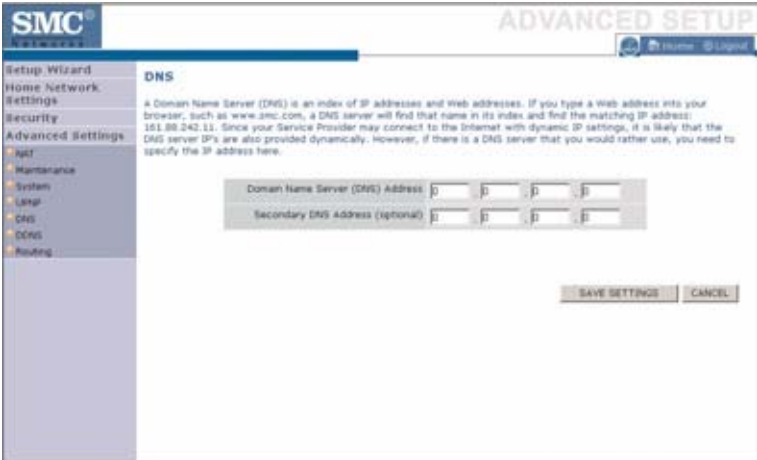 SMC®
Networks
ADVANCED SETUP
Home Logout
Setup Wizard
Home Network
Settings
Security
Advanced Settings
NAT
Maintenance
System
UPNP
DNS
DDNS
Routing
DNS
A Domain Name Server (DNS) is an index of IP addresses and Web addresses. If you type a Web address into your
browser, such as www.smc.com, a DNS server will find that name in its index and find the matching IP address:
161.88.242.11. Since your Service Provider may connect to the Internet with dynamic IP settings, it is likely that the
DNS server IP's are also provided dynamically. However, if there is a DNS server that you would rather use, you need to
specify the IP address here.
Domain Name Server (DNS) Address 0 . 0 . 0 . 0
Secondary DNS Address (optional) 0 . 0 . 0 . 0
SAVE SETTINGS CANCEL